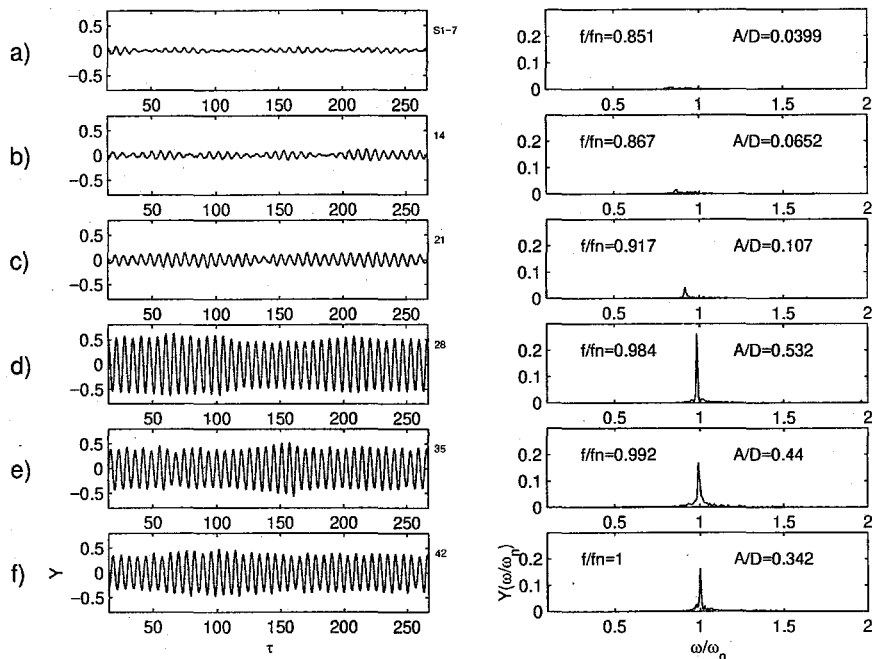 a)
0.5
0
−0.5
50 100 150 200 250
S1-7
0.2
0.1
0
0.5 1 1.5 2
f/fn=0.851 A/D=0.0399
b)
0.5
0
−0.5
50 100 150 200 250
14
0.2
0.1
0
0.5 1 1.5 2
f/fn=0.867 A/D=0.0652
c)
0.5
0
−0.5
50 100 150 200 250
21
0.2
0.1
0
0.5 1 1.5 2
f/fn=0.917 A/D=0.107
d)
0.5
0
−0.5
50 100 150 200 250
28
0.2
0.1
0
0.5 1 1.5 2
f/fn=0.984 A/D=0.532
e)
0.5
0
−0.5
50 100 150 200 250
35
0.2
0.1
0
0.5 1 1.5 2
f/fn=0.992 A/D=0.44
f)
Y
0.5
0
−0.5
50 100 150 200 250
τ
42
Y(ω/ωn)
0.2
0.1
0
0.5 1 1.5 2
f/fn=1 A/D=0.342
ω/ωn